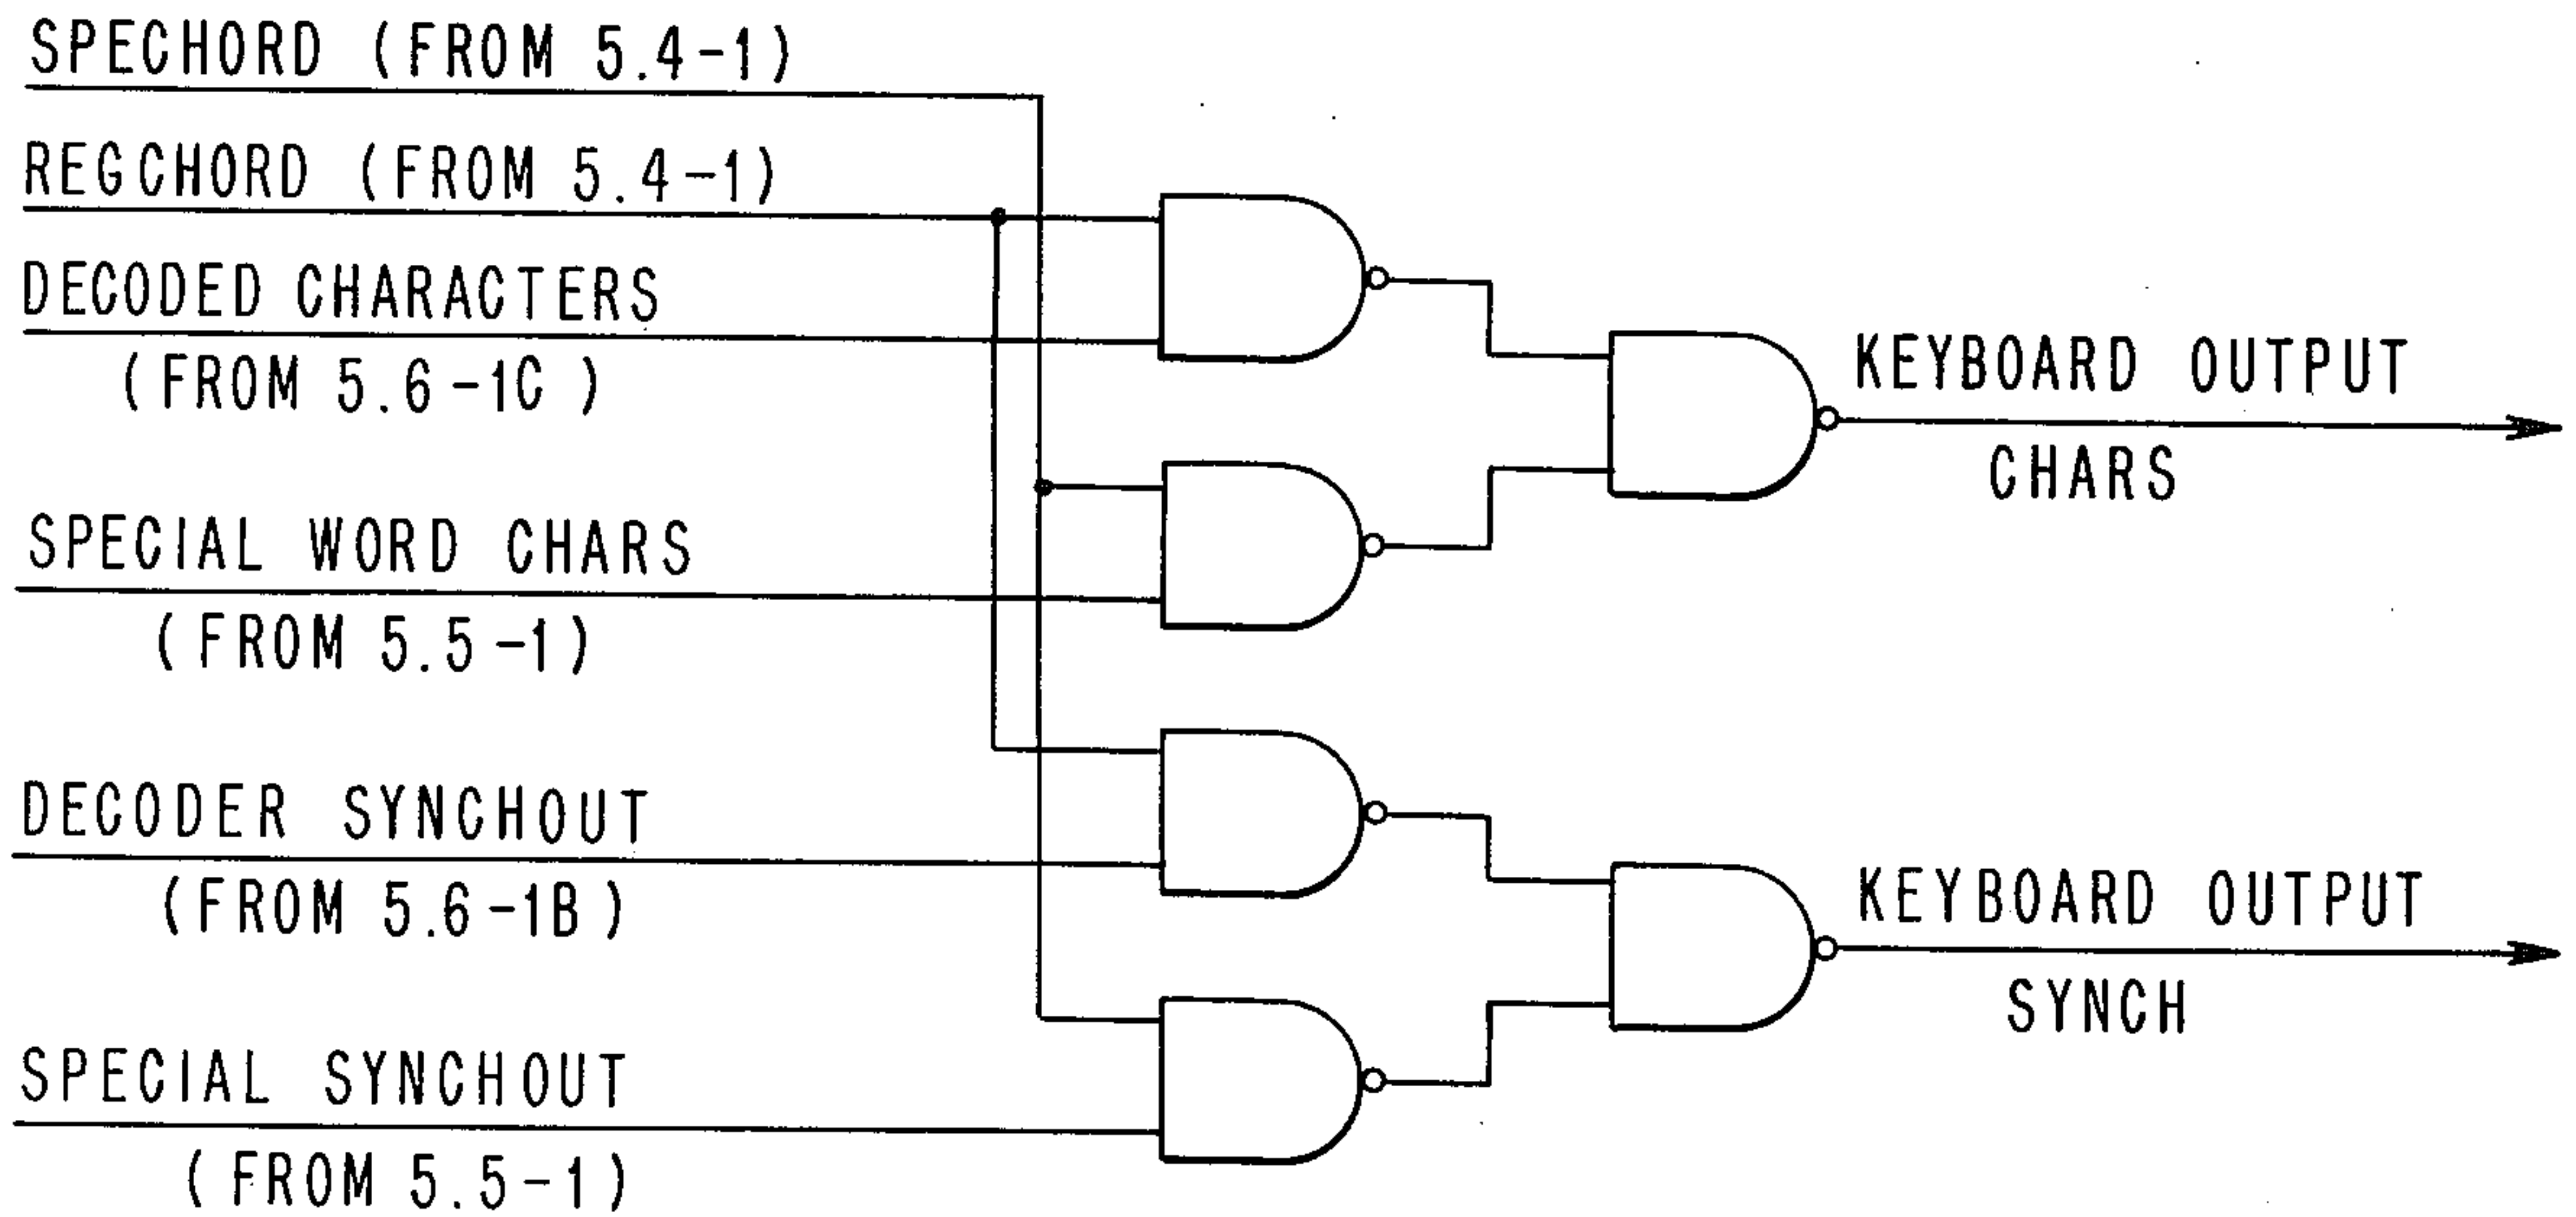 SPECHORD (FROM 5.4-1)
REGCHORD (FROM 5.4-1)
DECODED CHARACTERS
(FROM 5.6-1C)
KEYBOARD OUTPUT
CHARS
SPECIAL WORD CHARS
(FROM 5.5-1)
DECODER SYNCHOUT
(FROM 5.6-1B)
KEYBOARD OUTPUT
SYNCH
SPECIAL SYNCHOUT
(FROM 5.5-1)